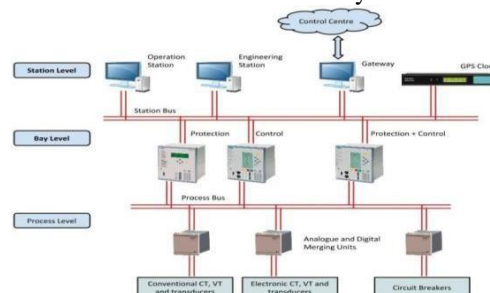 Control Centre
Operation
Station
Engineering
Station
Gateway
GPS Cloc
Station Level
Station Bus
Bay Level
Protection
Control
Protection + Control
Process Bus
Process Level
Analogue and Digital
Merging Units
Conventional CT, VT
and transducers
Electronic CT, VT and
transducers
Circuit Breakers